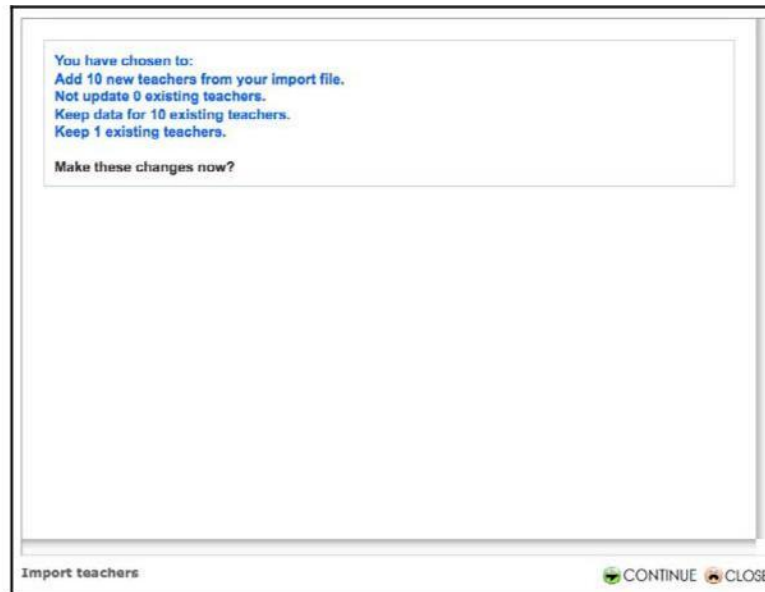 You have chosen to:
Add 10 new teachers from your import file.
Not update 0 existing teachers.
Keep data for 10 existing teachers.
Keep 1 existing teachers.
Make these changes now?
Import teachers
CONTINUE CLOSE